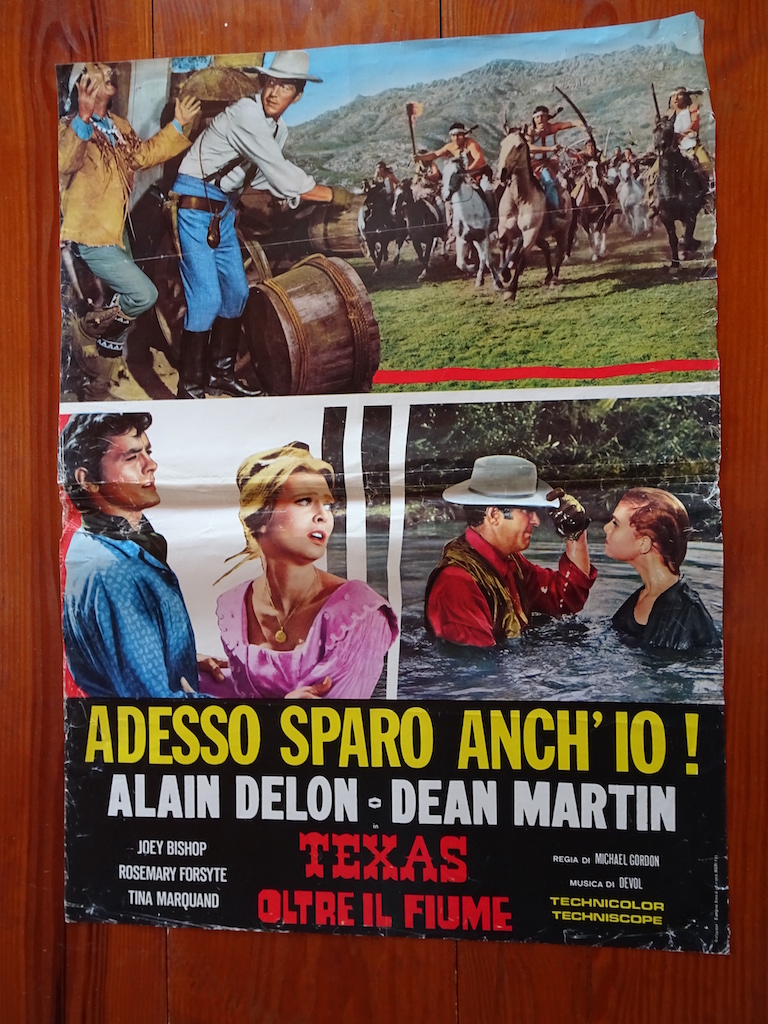 ADESSO SPARO ANCH'IO !
ALAIN DELON - DEAN MARTIN
in
TEXAS
OLTRE IL FIUME
JOEY BISHOP
ROSEMARY FORSYTE
TINA MARQUAND
REGIA DI MICHAEL GORDON
MUSICA DI DEVOL
TECHNICOLOR
TECHNISCOPE